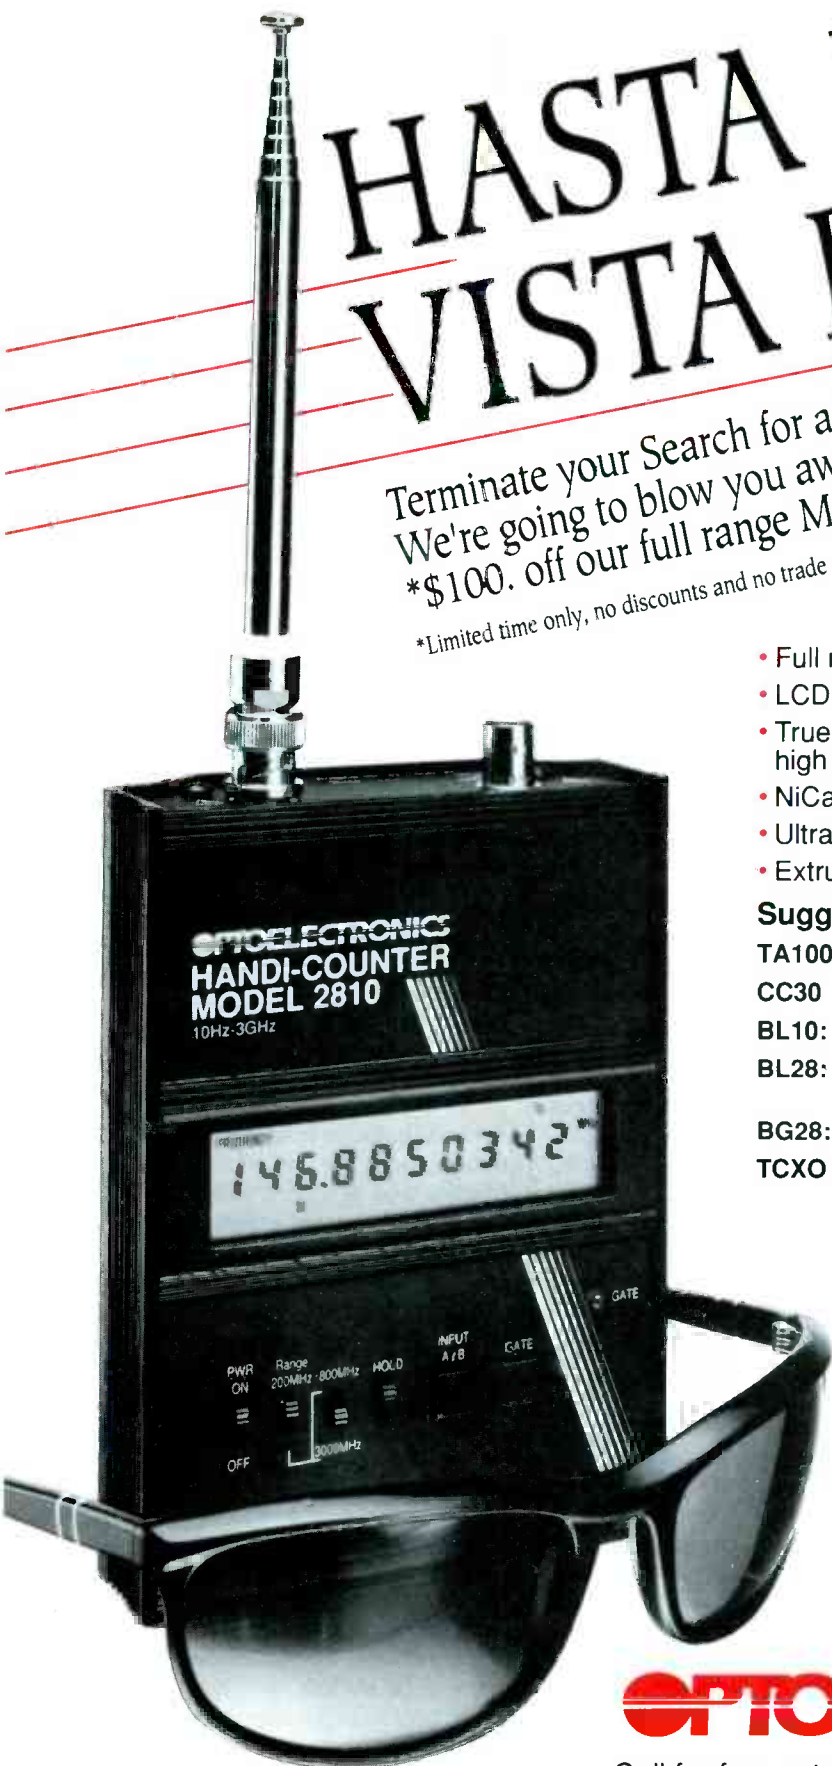 HASTA
VISTA
Terminate your Search for a
We're going to blow you aw
*$100. off our full range M
*Limited time only, no discounts and no trade
• Full r
• LCD
• True
high
• NiCa
• Ultra
• Extru
Sugg
TA100
CC30
BL10:
BL28:
BG28:
TCXO
OPTOELECTRONICS
HANDI-COUNTER
MODEL 2810
10Hz-3GHz
FREQUENCY
146.8850342 MHz
GATE
PWR
ON
Range
200MHz -800MHz
HOLD
INPUT
A/B
GATE
OFF
3000MHz
OPTO